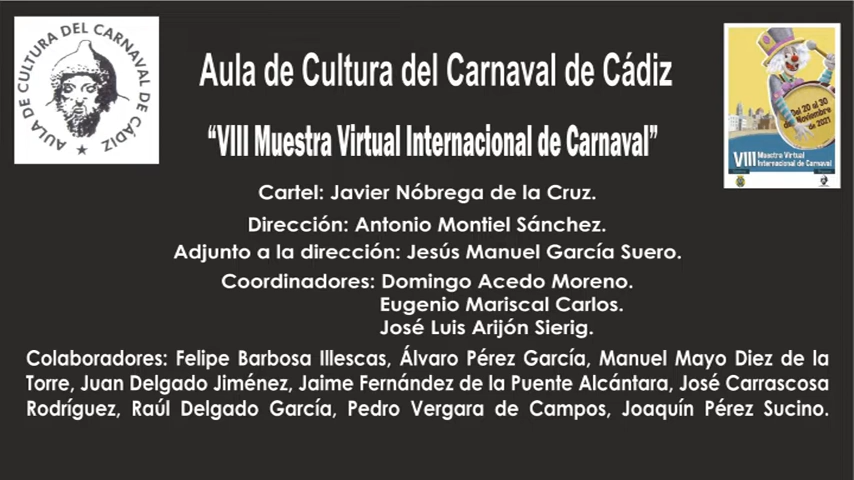 AULA DE CULTURA DEL CARNAVAL DE CÁDIZ
Aula de Cultura del Carnaval de Cádiz
“VIII Muestra Virtual Internacional de Carnaval”
Del 20 al 30
de Noviembre
de 2021
VIII Muestra Virtual
Internacional de Carnaval
Cartel: Javier Nóbrega de la Cruz.
Dirección: Antonio Montiel Sánchez.
Adjunto a la dirección: Jesús Manuel García Suero.
Coordinadores: Domingo Acedo Moreno.
Eugenio Mariscal Carlos.
José Luis Arijón Sierig.
Colaboradores: Felipe Barbosa Illescas, Álvaro Pérez García, Manuel Mayo Diez de la
Torre, Juan Delgado Jiménez, Jaime Fernández de la Puente Alcántara, José Carrascosa
Rodríguez, Raúl Delgado García, Pedro Vergara de Campos, Joaquín Pérez Sucino.